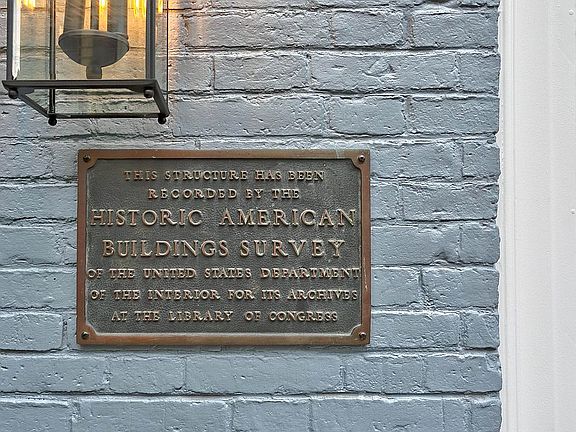 THIS STRUCTURE HAS BEEN
RECORDED BY THE
HISTORIC AMERICAN
BUILDINGS SURVEY
OF THE UNITED STATES DEPARTMENT
OF THE INTERIOR FOR ITS ARCHIVES
AT THE LIBRARY OF CONGRESS